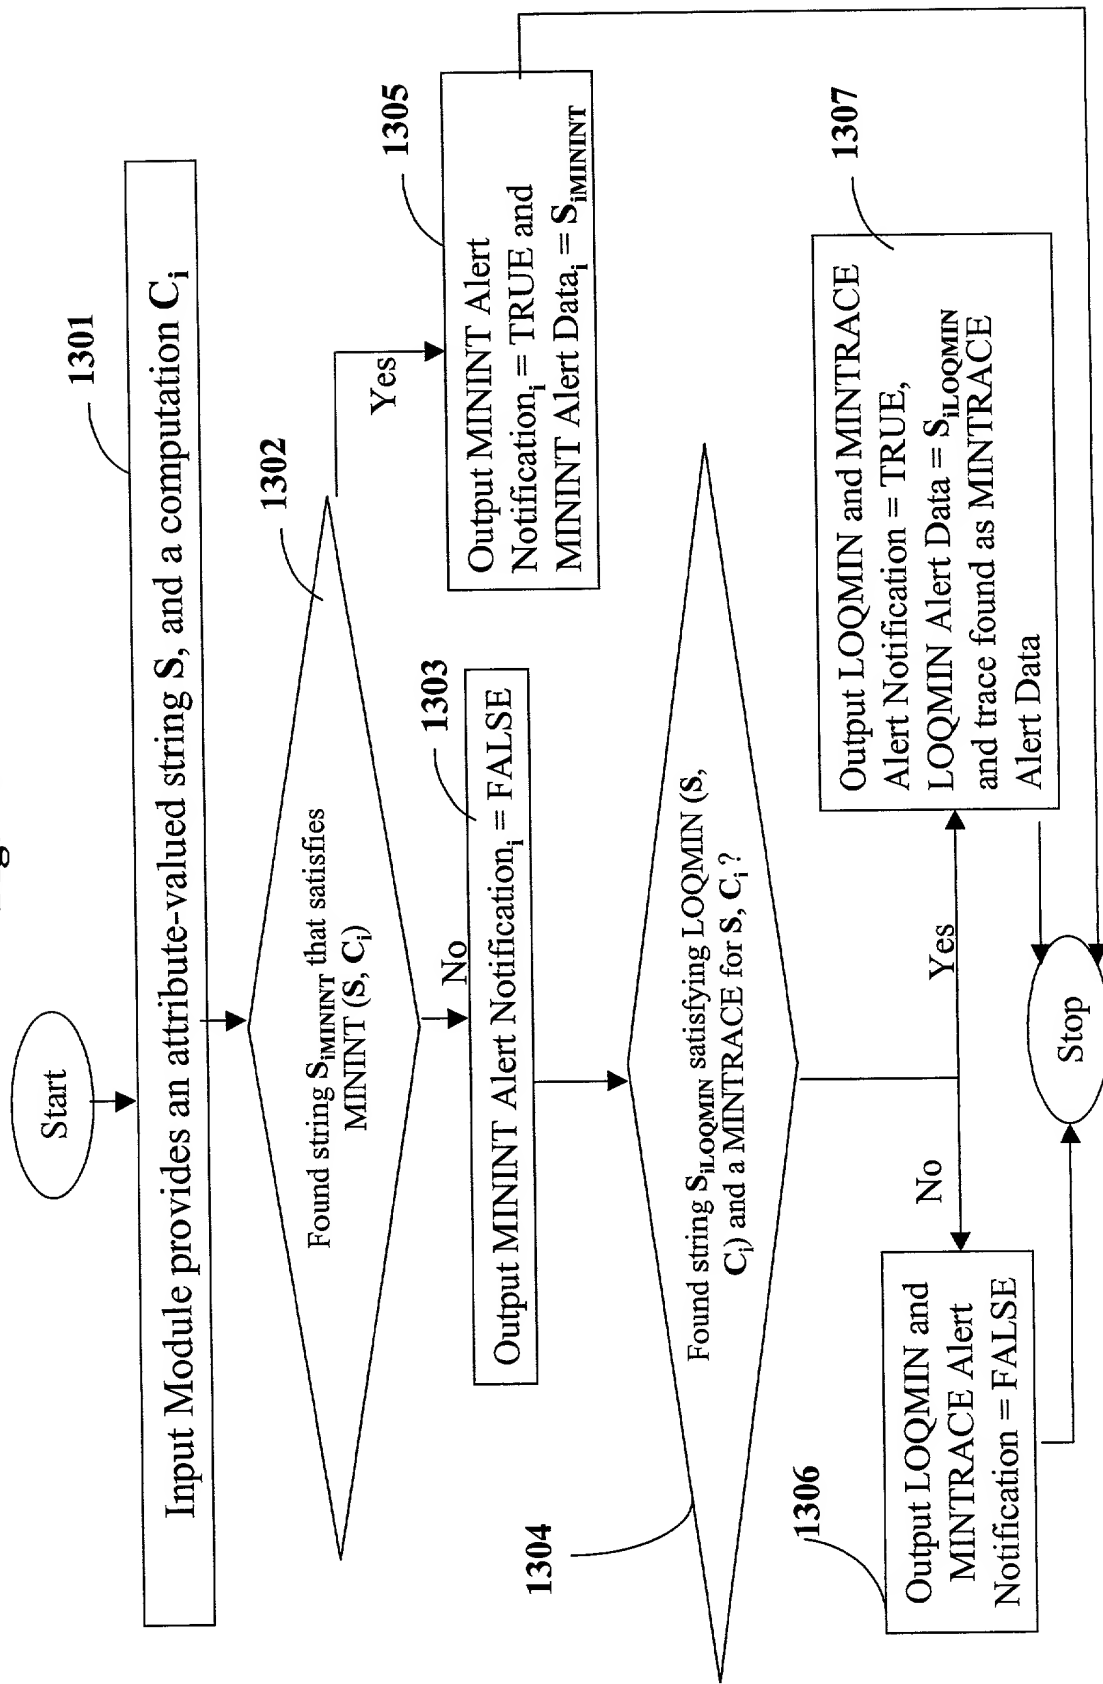 Start
1301
Input Module provides an attribute-valued string S, and a computation Ci
1302
Found string SiMININT that satisfies
MININT (S, Ci)
Yes
1305
Output MININT Alert
Notificationi = TRUE and
MININT Alert Datai = SiMININT
No
1303
Output MININT Alert Notificationi = FALSE
1304
Found string SiLOQMIN satisfying LOQMIN (S,
Ci) and a MINTRACE for S, Ci ?
No
Yes
1306
Output LOQMIN and
MINTRACE Alert
Notification = FALSE
1307
Output LOQMIN and MINTRACE
Alert Notification = TRUE,
LOQMIN Alert Data = SiLOQMIN
and trace found as MINTRACE
Alert Data
Stop